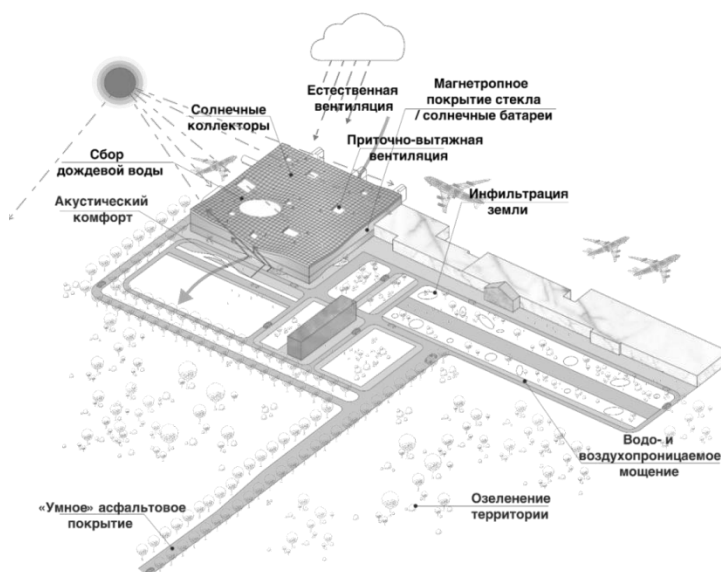 Естественная
вентиляция
Магнетропное
покрытие стекла
/ солнечные батареи
Солнечные
коллекторы
Приточно-вытяжная
вентиляция
Сбор
дождевой воды
Инфильтрация
земли
Акустический
комфорт
Водо- и
воздухопроницаемое
мощение
«Умное» асфальтовое
покрытие
Озеленение
территории